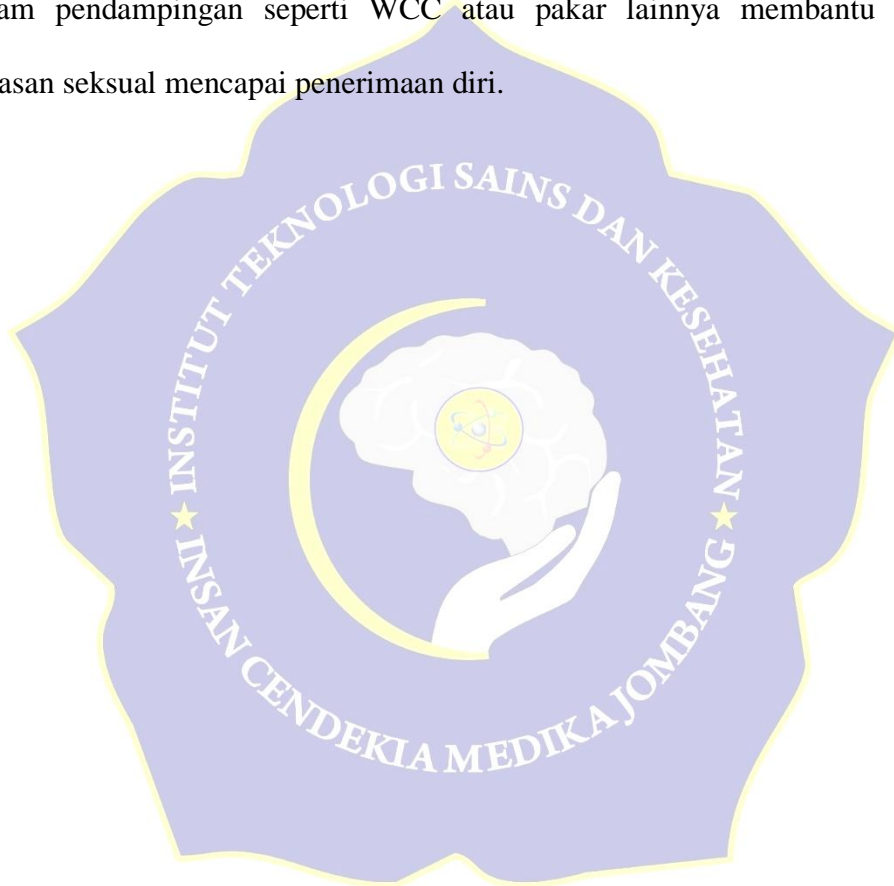 am pendampingan seperti WCC atau pakar lainnya membantu
asan seksual mencapai penerimaan diri.
INSTITUT TEKNOLOGI SAINS DAN KESEHATAN
INSAN CENDEKIA MEDIKA JOMBANG